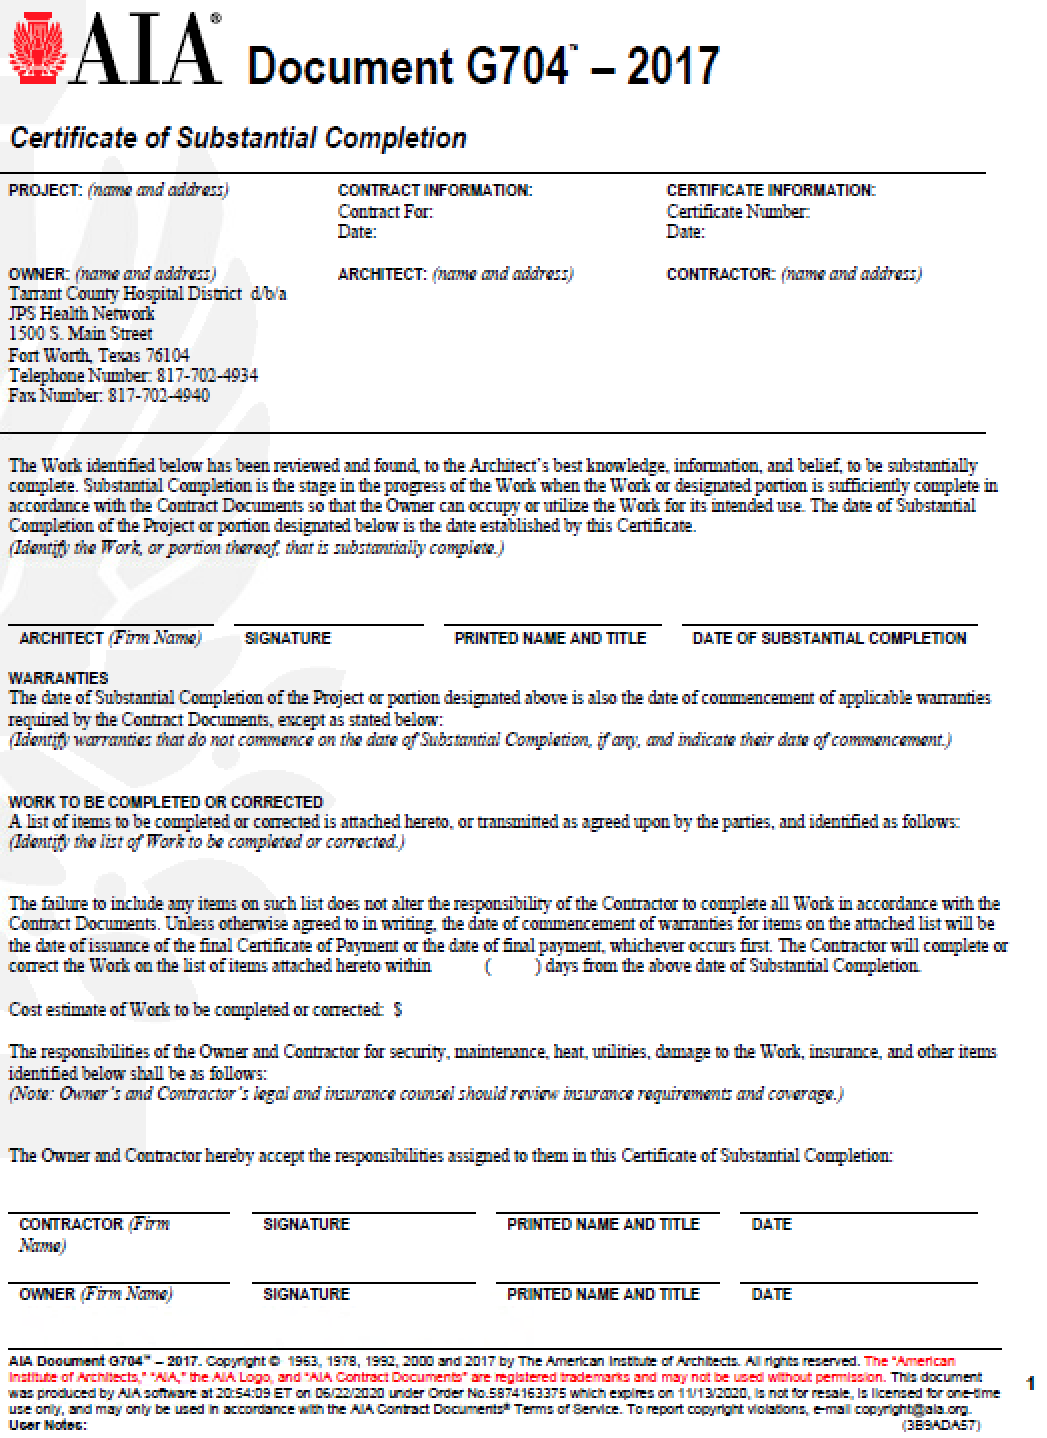 AIA® Document G704™ – 2017
Certificate of Substantial Completion
PROJECT: (name and address)
CONTRACT INFORMATION:
Contract For:
Date:
CERTIFICATE INFORMATION:
Certificate Number:
Date:
OWNER: (name and address)
Tarrant County Hospital District d/b/a
JPS Health Network
1500 S. Main Street
Fort Worth, Texas 76104
Telephone Number: 817-702-4934
Fax Number: 817-702-4940
ARCHITECT: (name and address)
CONTRACTOR: (name and address)
The Work identified below has been reviewed and found, to the Architect's best knowledge, information, and belief, to be substantially
complete. Substantial Completion is the stage in the progress of the Work when the Work or designated portion is sufficiently complete in
accordance with the Contract Documents so that the Owner can occupy or utilize the Work for its intended use. The date of Substantial
Completion of the Project or portion designated below is the date established by this Certificate.
(Identify the Work, or portion thereof, that is substantially complete.)
ARCHITECT (Firm Name) SIGNATURE PRINTED NAME AND TITLE DATE OF SUBSTANTIAL COMPLETION
WARRANTIES
The date of Substantial Completion of the Project or portion designated above is also the date of commencement of applicable warranties
required by the Contract Documents, except as stated below:
(Identify warranties that do not commence on the date of Substantial Completion, if any, and indicate their date of commencement.)
WORK TO BE COMPLETED OR CORRECTED
A list of items to be completed or corrected is attached hereto, or transmitted as agreed upon by the parties, and identified as follows:
(Identify the list of Work to be completed or corrected.)
The failure to include any items on such list does not alter the responsibility of the Contractor to complete all Work in accordance with the
Contract Documents. Unless otherwise agreed to in writing, the date of commencement of warranties for items on the attached list will be
the date of issuance of the final Certificate of Payment or the date of final payment, whichever occurs first. The Contractor will complete or
correct the Work on the list of items attached hereto within ( ) days from the above date of Substantial Completion.
Cost estimate of Work to be completed or corrected: $
The responsibilities of the Owner and Contractor for security, maintenance, heat, utilities, damage to the Work, insurance, and other items
identified below shall be as follows:
(Note: Owner's and Contractor's legal and insurance counsel should review insurance requirements and coverage.)
The Owner and Contractor hereby accept the responsibilities assigned to them in this Certificate of Substantial Completion:
CONTRACTOR (Firm SIGNATURE PRINTED NAME AND TITLE DATE
Name)
OWNER (Firm Name) SIGNATURE PRINTED NAME AND TITLE DATE
AIA Document G704™ – 2017. Copyright © 1963, 1978, 1992, 2000 and 2017 by The American Institute of Architects. All rights reserved. The "American
Institute of Architects," "AIA," the AIA Logo, and "AIA Contract Documents" are registered trademarks and may not be used without permission. This document
was produced by AIA software at 20:54:09 ET on 06/22/2020 under Order No.5874163375 which expires on 11/13/2020, is not for resale, is licensed for one-time
use only, and may only be used in accordance with the AIA Contract Documents® Terms of Service. To report copyright violations, e-mail copyright@aia.org.
User Notes: (3B9ADA57)
1